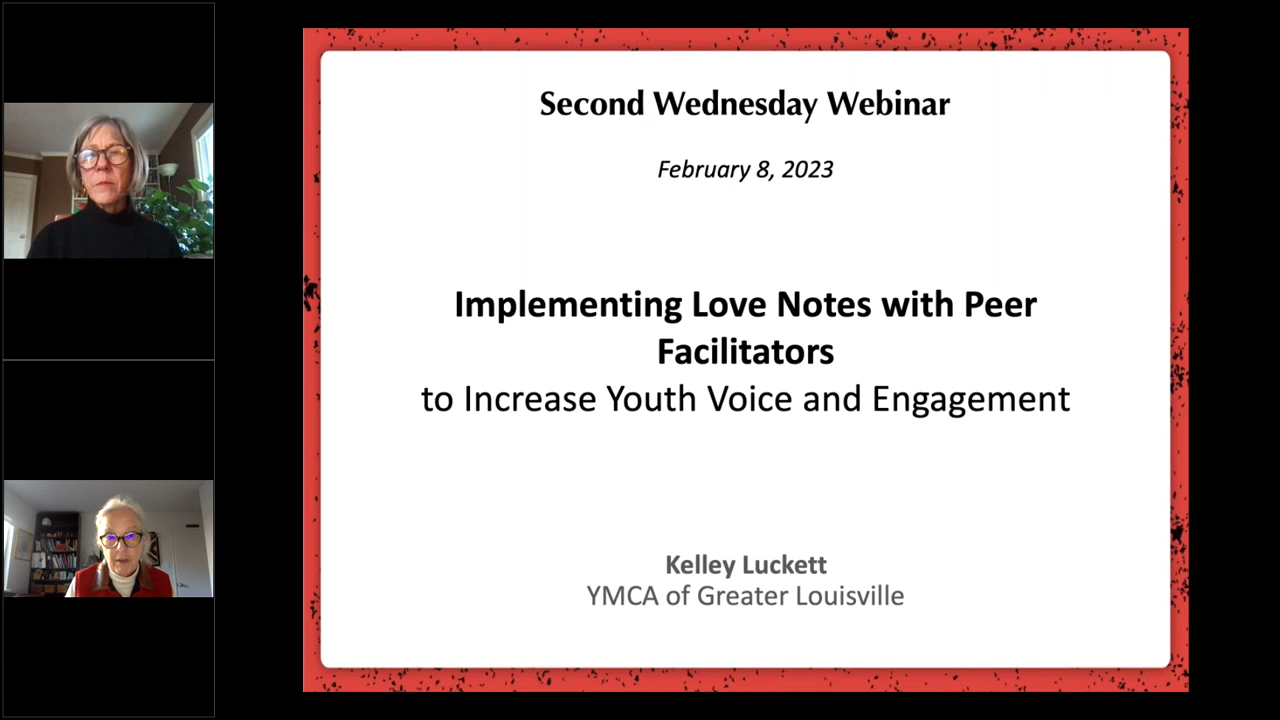 Second Wednesday Webinar
February 8, 2023
Implementing Love Notes with Peer
Facilitators
to Increase Youth Voice and Engagement
Kelley Luckett
YMCA of Greater Louisville